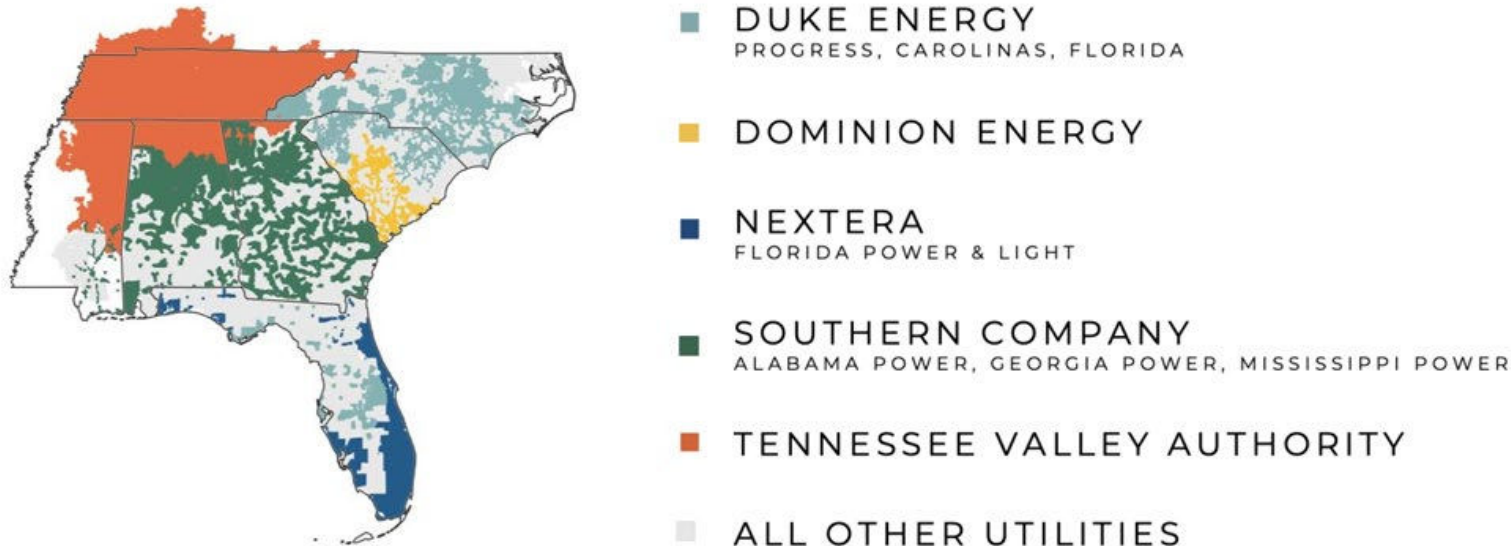 DUKE ENERGY
PROGRESS, CAROLINAS, FLORIDA
DOMINION ENERGY
NEXTERA
FLORIDA POWER & LIGHT
SOUTHERN COMPANY
ALABAMA POWER, GEORGIA POWER, MISSISSIPPI POWER
TENNESSEE VALLEY AUTHORITY
ALL OTHER UTILITIES